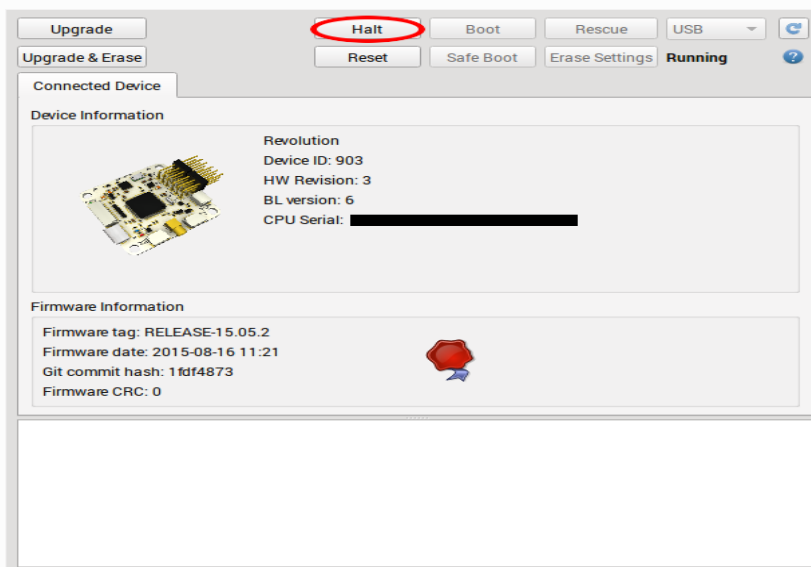 Upgrade Halt Boot Rescue USB
Upgrade & Erase Reset Safe Boot Erase Settings Running
Connected Device
Device Information
Revolution
Device ID: 903
HW Revision: 3
BL version: 6
CPU Serial:
Firmware Information
Firmware tag: RELEASE-15.05.2
Firmware date: 2015-08-16 11:21
Git commit hash: 1fdf4873
Firmware CRC: 0